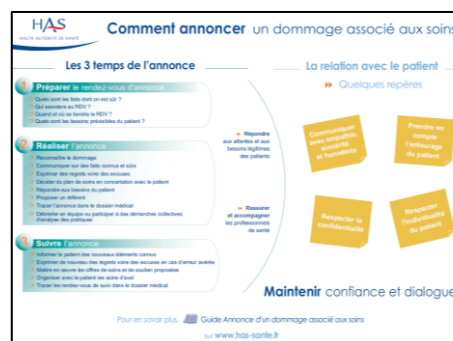 HAS
HAUTE AUTORITÉ DE SANTÉ
Comment annoncer un dommage associé aux soins
Les 3 temps de l'annonce
1 Préparer le rendez-vous d'annonce
Quels sont les faits dont on est sûr ?
Qui assistera au RDV ?
Quand et où se tiendra le RDV ?
Quels sont les besoins prévisibles du patient ?
2 Réaliser l'annonce
Reconnaître le dommage
Communiquer sur des faits connus et sûrs
Exprimer des regrets voire des excuses
Décider du plan de soins en concertation avec le patient
Répondre aux besoins du patient
Proposer un référent
Tracer l'annonce dans le dossier médical
Débriefer en équipe ou participer à des démarches collectives
d'analyse des pratiques
3 Suivre l'annonce
Informer le patient des nouveaux éléments connus
Exprimer de nouveau des regrets voire des excuses en cas d'erreur avérée
Mettre en œuvre les offres de soins et de soutien proposées
Organiser avec le patient les soins d'aval
Tracer les rendez-vous de suivi dans le dossier médical
» Répondre
aux attentes et aux
besoins légitimes
des patients
» Rassurer
et accompagner
les professionnels
de santé
La relation avec le patient
» Quelques repères
Communiquer
avec empathie,
sincérité
et honnêteté
Prendre en
compte
l'entourage
du patient
Respecter la
confidentialité
Respecter
l'individualité
du patient
Maintenir confiance et dialogue
Pour en savoir plus, Guide Annonce d'un dommage associé aux soins
sur www.has-sante.fr